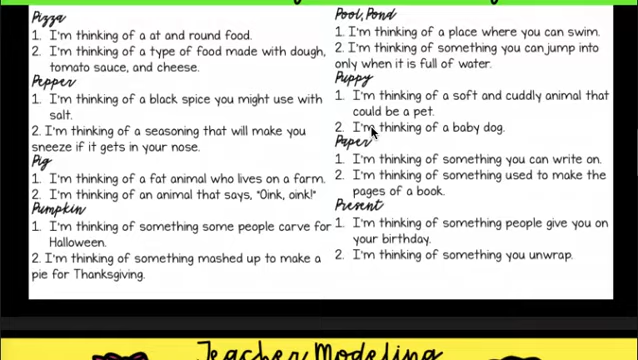 Pizza
1. I'm thinking of a at and round food.
2. I'm thinking of a type of food made with dough,
tomato sauce, and cheese.
Pepper
1. I'm thinking of a black spice you might use with
salt.
2. I'm thinking of a seasoning that will make you
sneeze if it gets in your nose.
Pig
1. I'm thinking of a fat animal who lives on a farm.
2. I'm thinking of an animal that says, "Oink, oink!"
Pumpkin
1. I'm thinking of something some people carve for
Halloween.
2. I'm thinking of something mashed up to make a
pie for Thanksgiving.
Pool, Pond
1. I'm thinking of a place where you can swim.
2. I'm thinking of something you can jump into
only when it is full of water.
Puppy
1. I'm thinking of a soft and cuddly animal that
could be a pet.
2. I'm thinking of a baby dog.
Paper
1. I'm thinking of something you can write on.
2. I'm thinking of something used to make the
pages of a book.
Present
1. I'm thinking of something people give you on
your birthday.
2. I'm thinking of something you unwrap.
Teacher Modeling